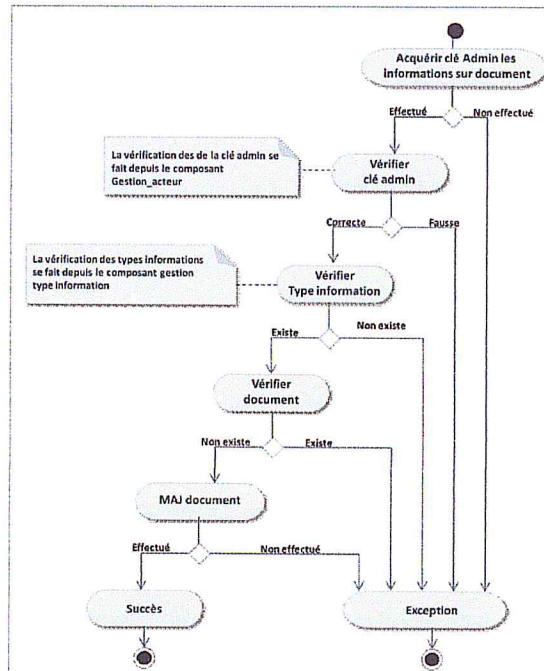 Acquérir clé Admin les
informations sur document
Effectué
Non effectué
La vérification des de la clé admin se
fait depuis le composant
Gestion_acteur
Vérifier
clé admin
Correcte
Fausse
La vérification des types informations
se fait depuis le composant gestion
type information
Vérifier
Type information
Existe
Non existe
Vérifier
document
Non existe
Existe
MAJ document
Effectué
Non effectué
Succès
Exception